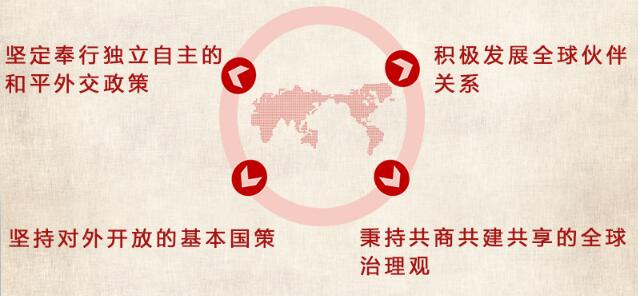 坚定奉行独立自主的
和平外交政策
积极发展全球伙伴
关系
坚持对外开放的基本国策
秉持共商共建共享的全球
治理观